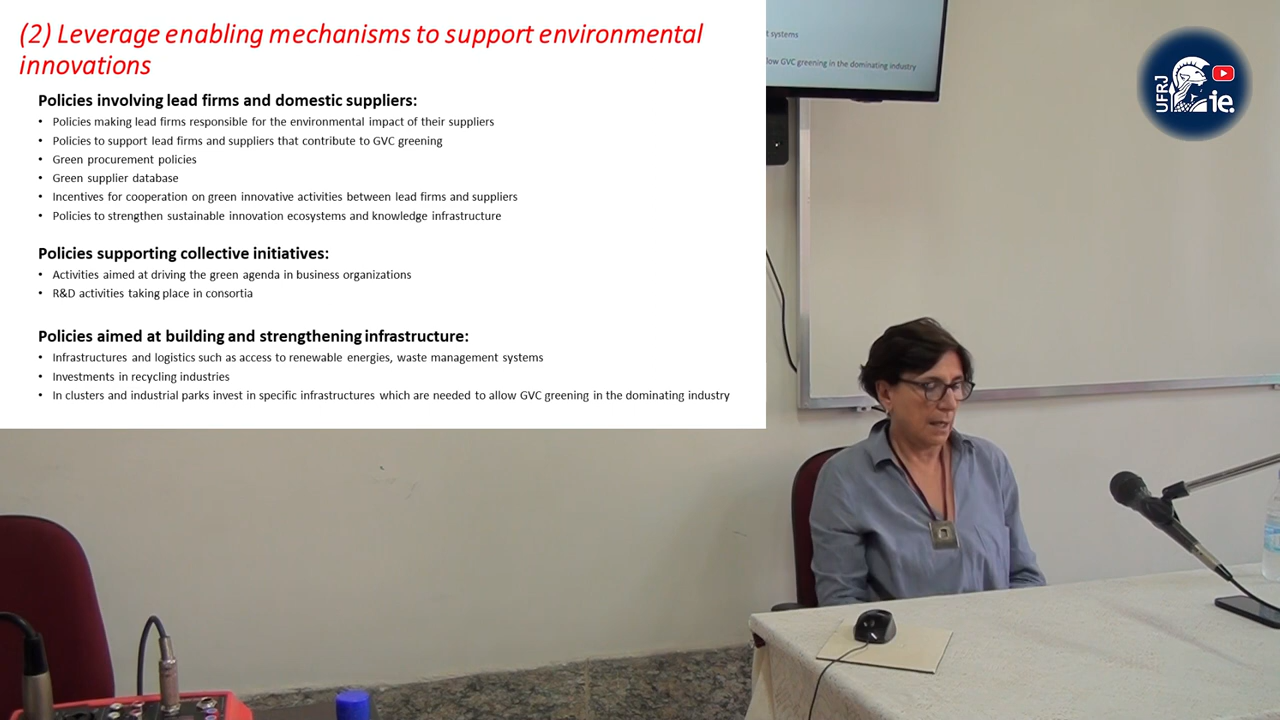 (2) Leverage enabling mechanisms to support environmental
innovations
Policies involving lead firms and domestic suppliers:
• Policies making lead firms responsible for the environmental impact of their suppliers
• Policies to support lead firms and suppliers that contribute to GVC greening
• Green procurement policies
• Green supplier database
• Incentives for cooperation on green innovative activities between lead firms and suppliers
• Policies to strengthen sustainable innovation ecosystems and knowledge infrastructure
Policies supporting collective initiatives:
• Activities aimed at driving the green agenda in business organizations
• R&D activities taking place in consortia
Policies aimed at building and strengthening infrastructure:
• Infrastructures and logistics such as access to renewable energies, waste management systems
• Investments in recycling industries
• In clusters and industrial parks invest in specific infrastructures which are needed to allow GVC greening in the dominating industry
t systems
llow GVC greening in the dominating industry
UFRJ
ie.